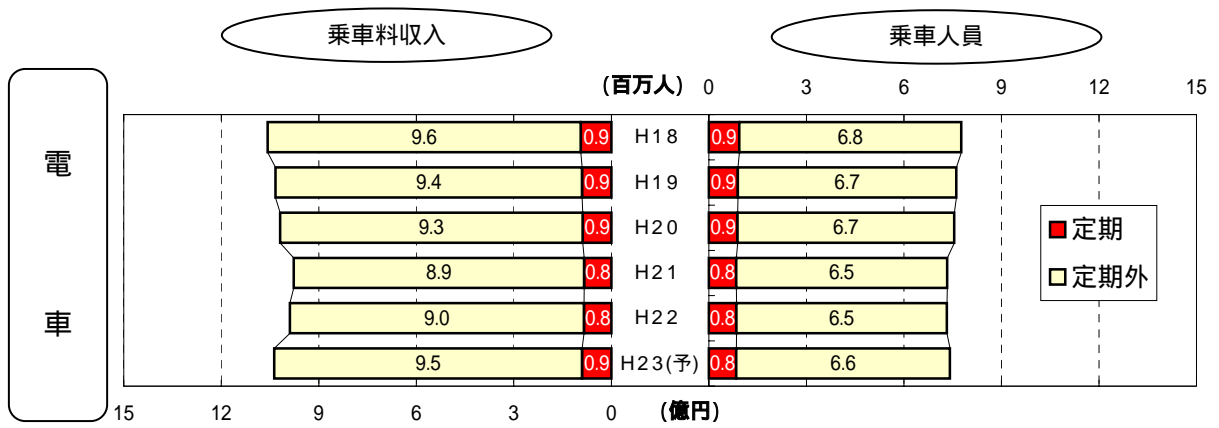 乗車料収入
乗車人員
(百万人) 0 3 6 9 12 15
電車
9.6 0.9 H18 0.9 6.8
9.4 0.9 H19 0.9 6.7
9.3 0.9 H20 0.9 6.7
8.9 0.8 H21 0.8 6.5
9.0 0.8 H22 0.8 6.5
9.5 0.9 H23(予) 0.8 6.6
定期
定期外
15 12 9 6 3 0 (億円)